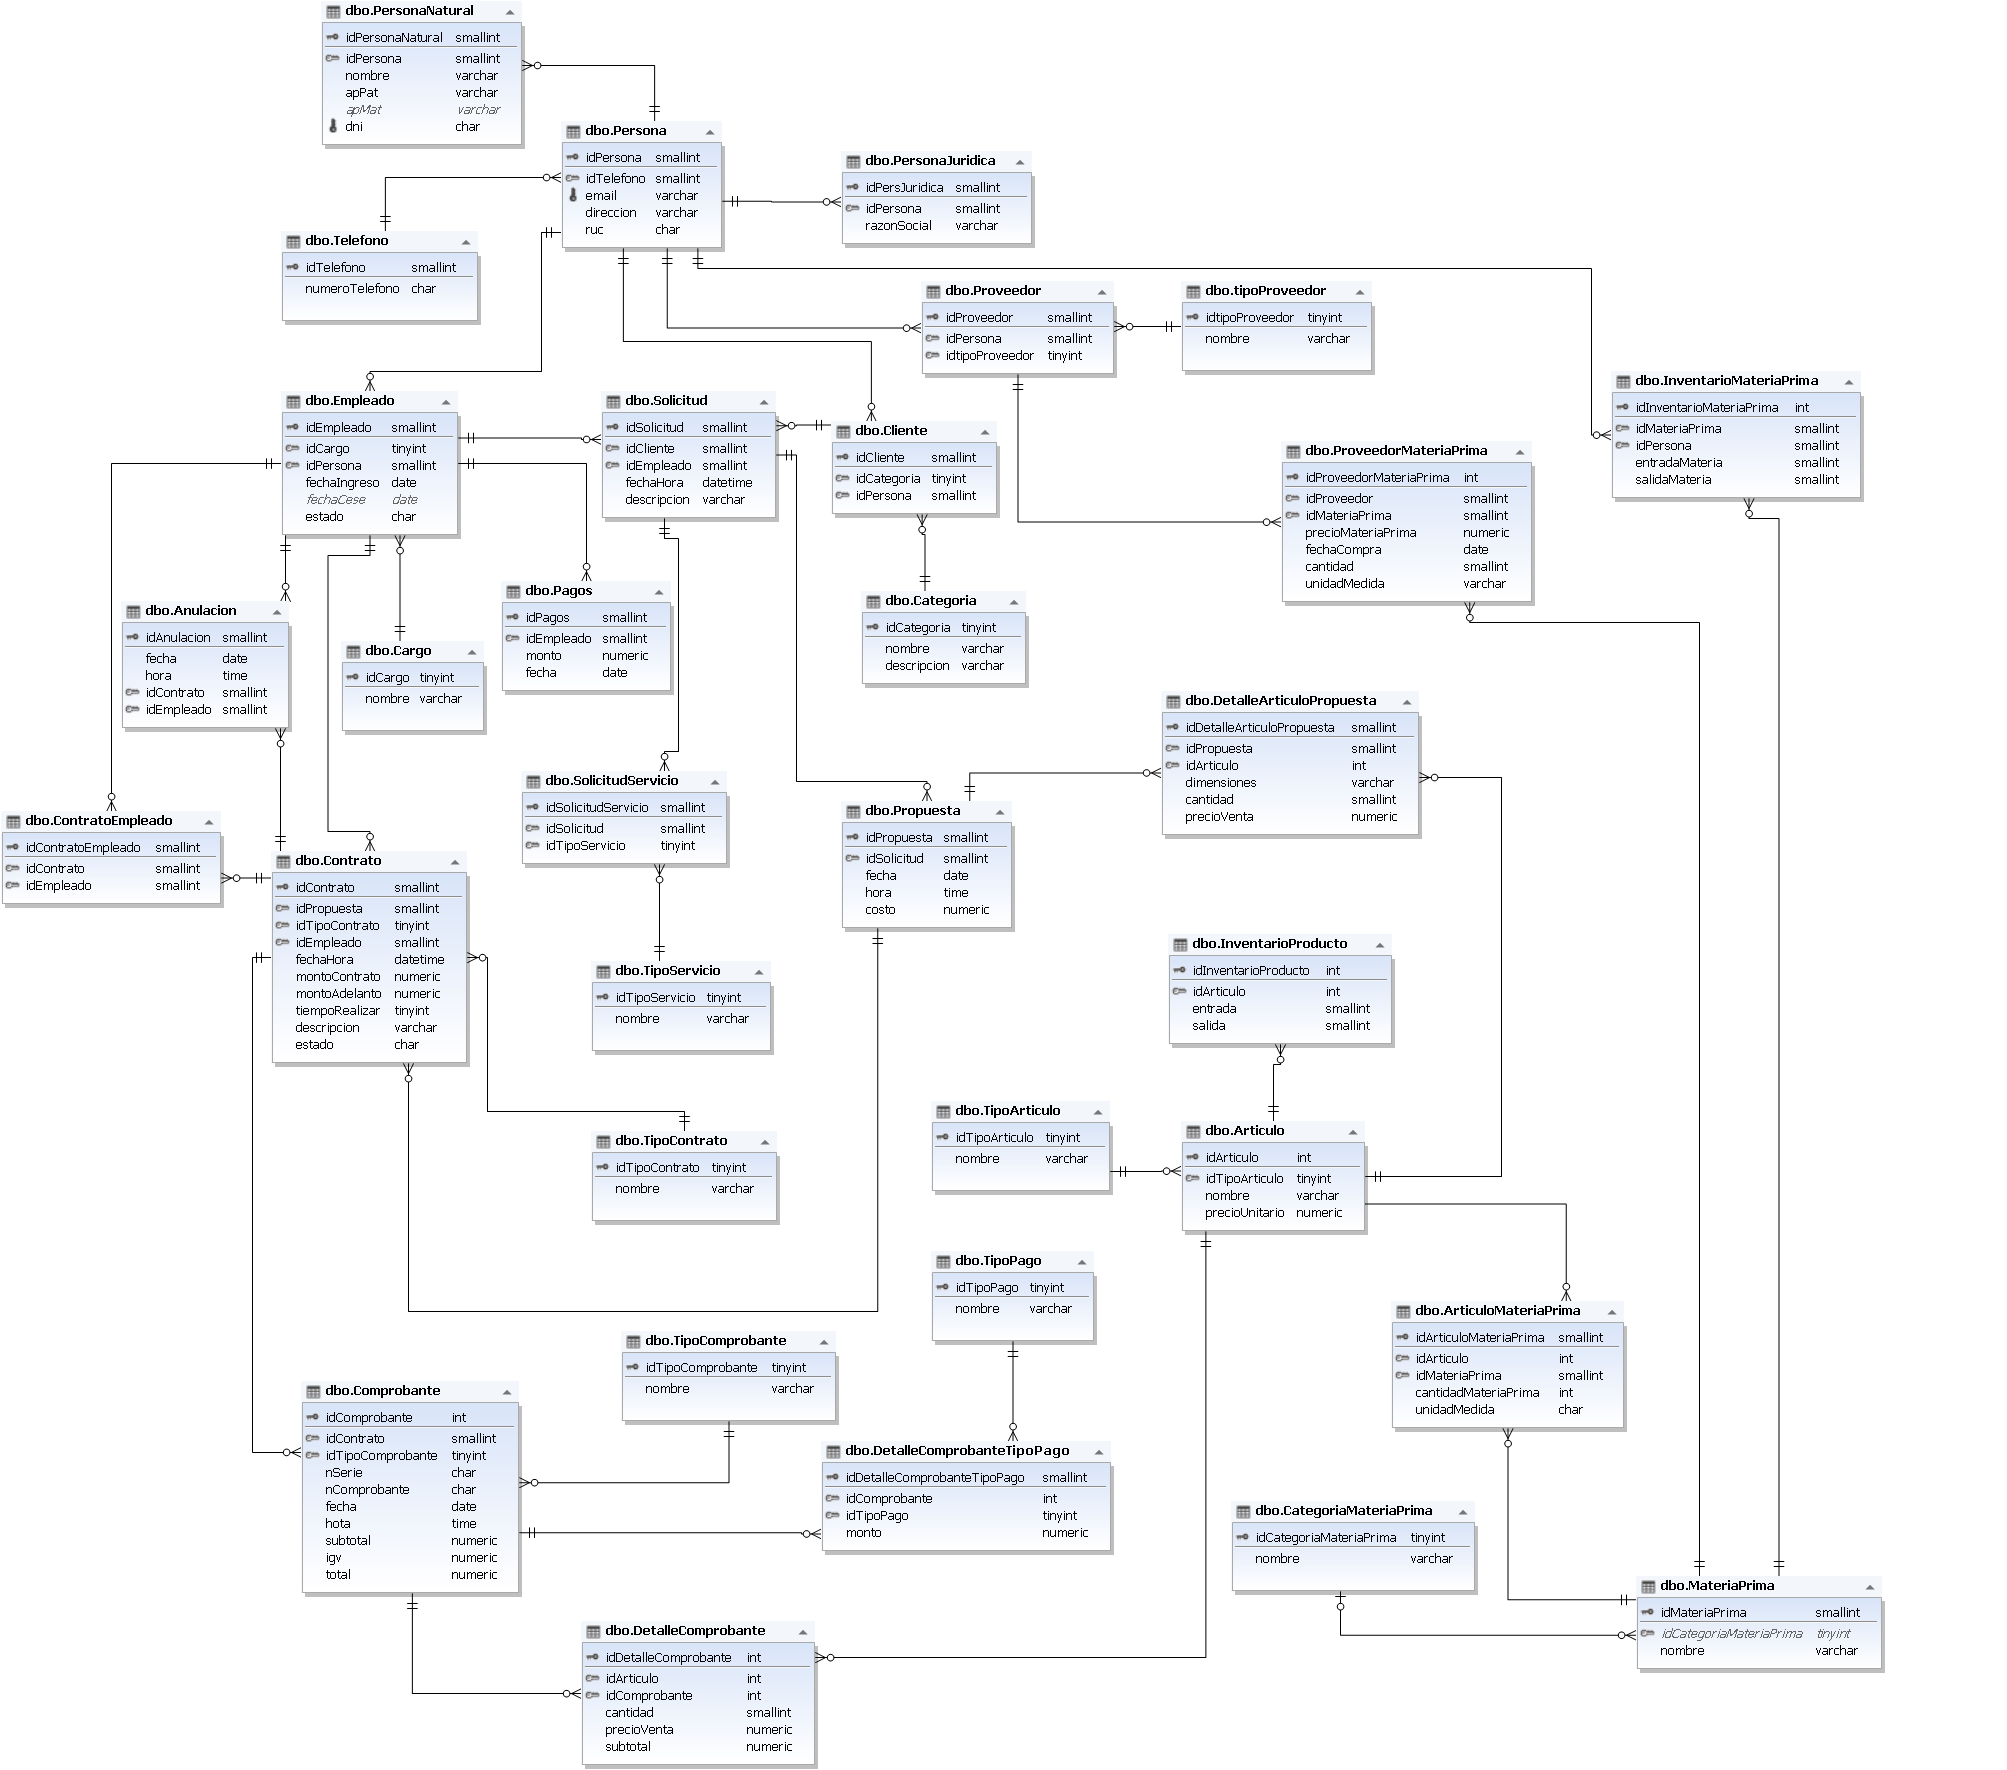 dbo.PersonaNatural
idPersonaNatural smallint
idPersona smallint
nombre varchar
apPat varchar
apMat varchar
dni char
dbo.Persona
idPersona smallint
idTelefono smallint
email varchar
direccion varchar
ruc char
dbo.PersonaJuridica
idPersJuridica smallint
idPersona smallint
razonSocial varchar
dbo.Telefono
idTelefono smallint
numeroTelefono char
dbo.Proveedor
idProveedor smallint
idPersona smallint
idtipoProveedor tinyint
dbo.tipoProveedor
idtipoProveedor tinyint
nombre varchar
dbo.InventarioMateriaPrima
idInventarioMateriaPrima int
idMateriaPrima smallint
idPersona smallint
entradaMateria smallint
salidaMateria smallint
dbo.Empleado
idEmpleado smallint
idCargo tinyint
idPersona smallint
fechaIngreso date
fechaCese date
estado char
dbo.Solicitud
idSolicitud smallint
idCliente smallint
idEmpleado smallint
fechaHora datetime
descripcion varchar
dbo.Cliente
idCliente smallint
idCategoria tinyint
idPersona smallint
dbo.ProveedorMateriaPrima
idProveedorMateriaPrima int
idProveedor smallint
idMateriaPrima smallint
precioMateriaPrima numeric
fechaCompra date
cantidad smallint
unidadMedida varchar
dbo.Anulacion
idAnulacion smallint
fecha date
hora time
idContrato smallint
idEmpleado smallint
dbo.Cargo
idCargo tinyint
nombre varchar
dbo.Pagos
idPagos smallint
idEmpleado smallint
monto numeric
fecha date
dbo.Categoria
idCategoria tinyint
nombre varchar
descripcion varchar
dbo.DetalleArticuloPropuesta
idDetalleArticuloPropuesta smallint
idPropuesta smallint
idArticulo int
dimensiones varchar
cantidad smallint
precioVenta numeric
dbo.SolicitudServicio
idSolicitudServicio smallint
idSolicitud smallint
idTipoServicio tinyint
dbo.Propuesta
idPropuesta smallint
idSolicitud smallint
fecha date
hora time
costo numeric
dbo.ContratoEmpleado
idContratoEmpleado smallint
idContrato smallint
idEmpleado smallint
dbo.Contrato
idContrato smallint
idPropuesta smallint
idTipoContrato tinyint
idEmpleado smallint
fechaHora datetime
montoContrato numeric
montoAdelanto numeric
tiempoRealizar tinyint
descripcion varchar
estado char
dbo.TipoServicio
idTipoServicio tinyint
nombre varchar
dbo.InventarioProducto
idInventarioProducto int
idArticulo int
entrada smallint
salida smallint
dbo.TipoContrato
idTipoContrato tinyint
nombre varchar
dbo.TipoArticulo
idTipoArticulo tinyint
nombre varchar
dbo.Articulo
idArticulo int
idTipoArticulo tinyint
nombre varchar
precioUnitario numeric
dbo.TipoPago
idTipoPago tinyint
nombre varchar
dbo.ArticuloMateriaPrima
idArticuloMateriaPrima smallint
idArticulo int
idMateriaPrima smallint
cantidadMateriaPrima int
unidadMedida char
dbo.TipoComprobante
idTipoComprobante tinyint
nombre varchar
dbo.Comprobante
idComprobante int
idContrato smallint
idTipoComprobante tinyint
nSerie char
nComprobante char
fecha date
hota time
subtotal numeric
igv numeric
total numeric
dbo.DetalleComprobanteTipoPago
idDetalleComprobanteTipoPago smallint
idComprobante int
idTipoPago tinyint
monto numeric
dbo.CategoriaMateriaPrima
idCategoriaMateriaPrima tinyint
nombre varchar
dbo.MateriaPrima
idMateriaPrima smallint
idCategoriaMateriaPrima tinyint
nombre varchar
dbo.DetalleComprobante
idDetalleComprobante int
idArticulo int
idComprobante int
cantidad smallint
precioVenta numeric
subtotal numeric